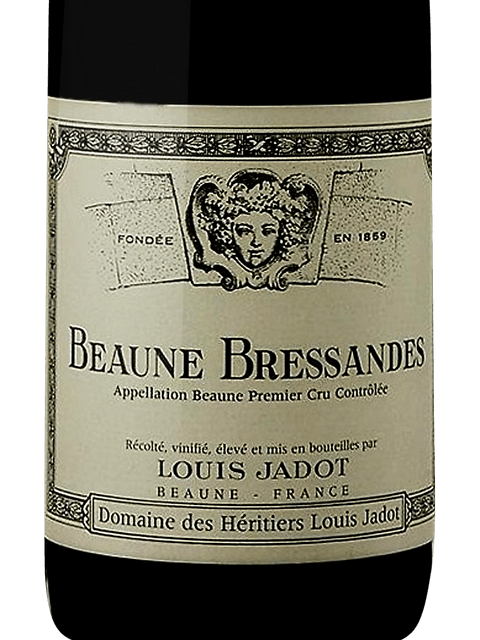 FONDÉE EN 1859
BEAUNE BRESSANDES
Appellation Beaune Premier Cru Contrôlée
Récolté, vinifié, élevé et mis en bouteilles par
LOUIS JADOT
BEAUNE - FRANCE
Domaine des Héritiers Louis Jadot